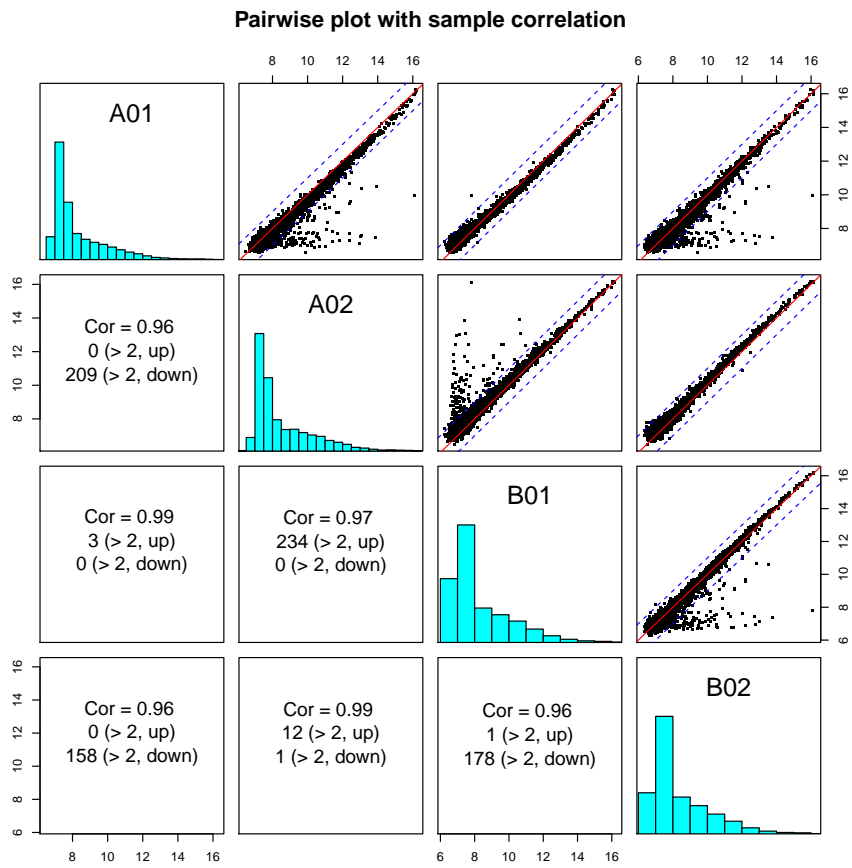 Pairwise plot with sample correlation
8 10 12 14 16
6 8 10 12 14 16
A01
8 10 12 14 16
8 10 12 14 16
A02
Cor = 0.96
0 (> 2, up)
209 (> 2, down)
B01
Cor = 0.99
3 (> 2, up)
0 (> 2, down)
Cor = 0.97
234 (> 2, up)
0 (> 2, down)
6 8 10 12 14 16
6 8 10 12 14 16
B02
Cor = 0.96
0 (> 2, up)
158 (> 2, down)
Cor = 0.99
12 (> 2, up)
1 (> 2, down)
Cor = 0.96
1 (> 2, up)
178 (> 2, down)
8 10 12 14 16
6 8 10 12 14 16